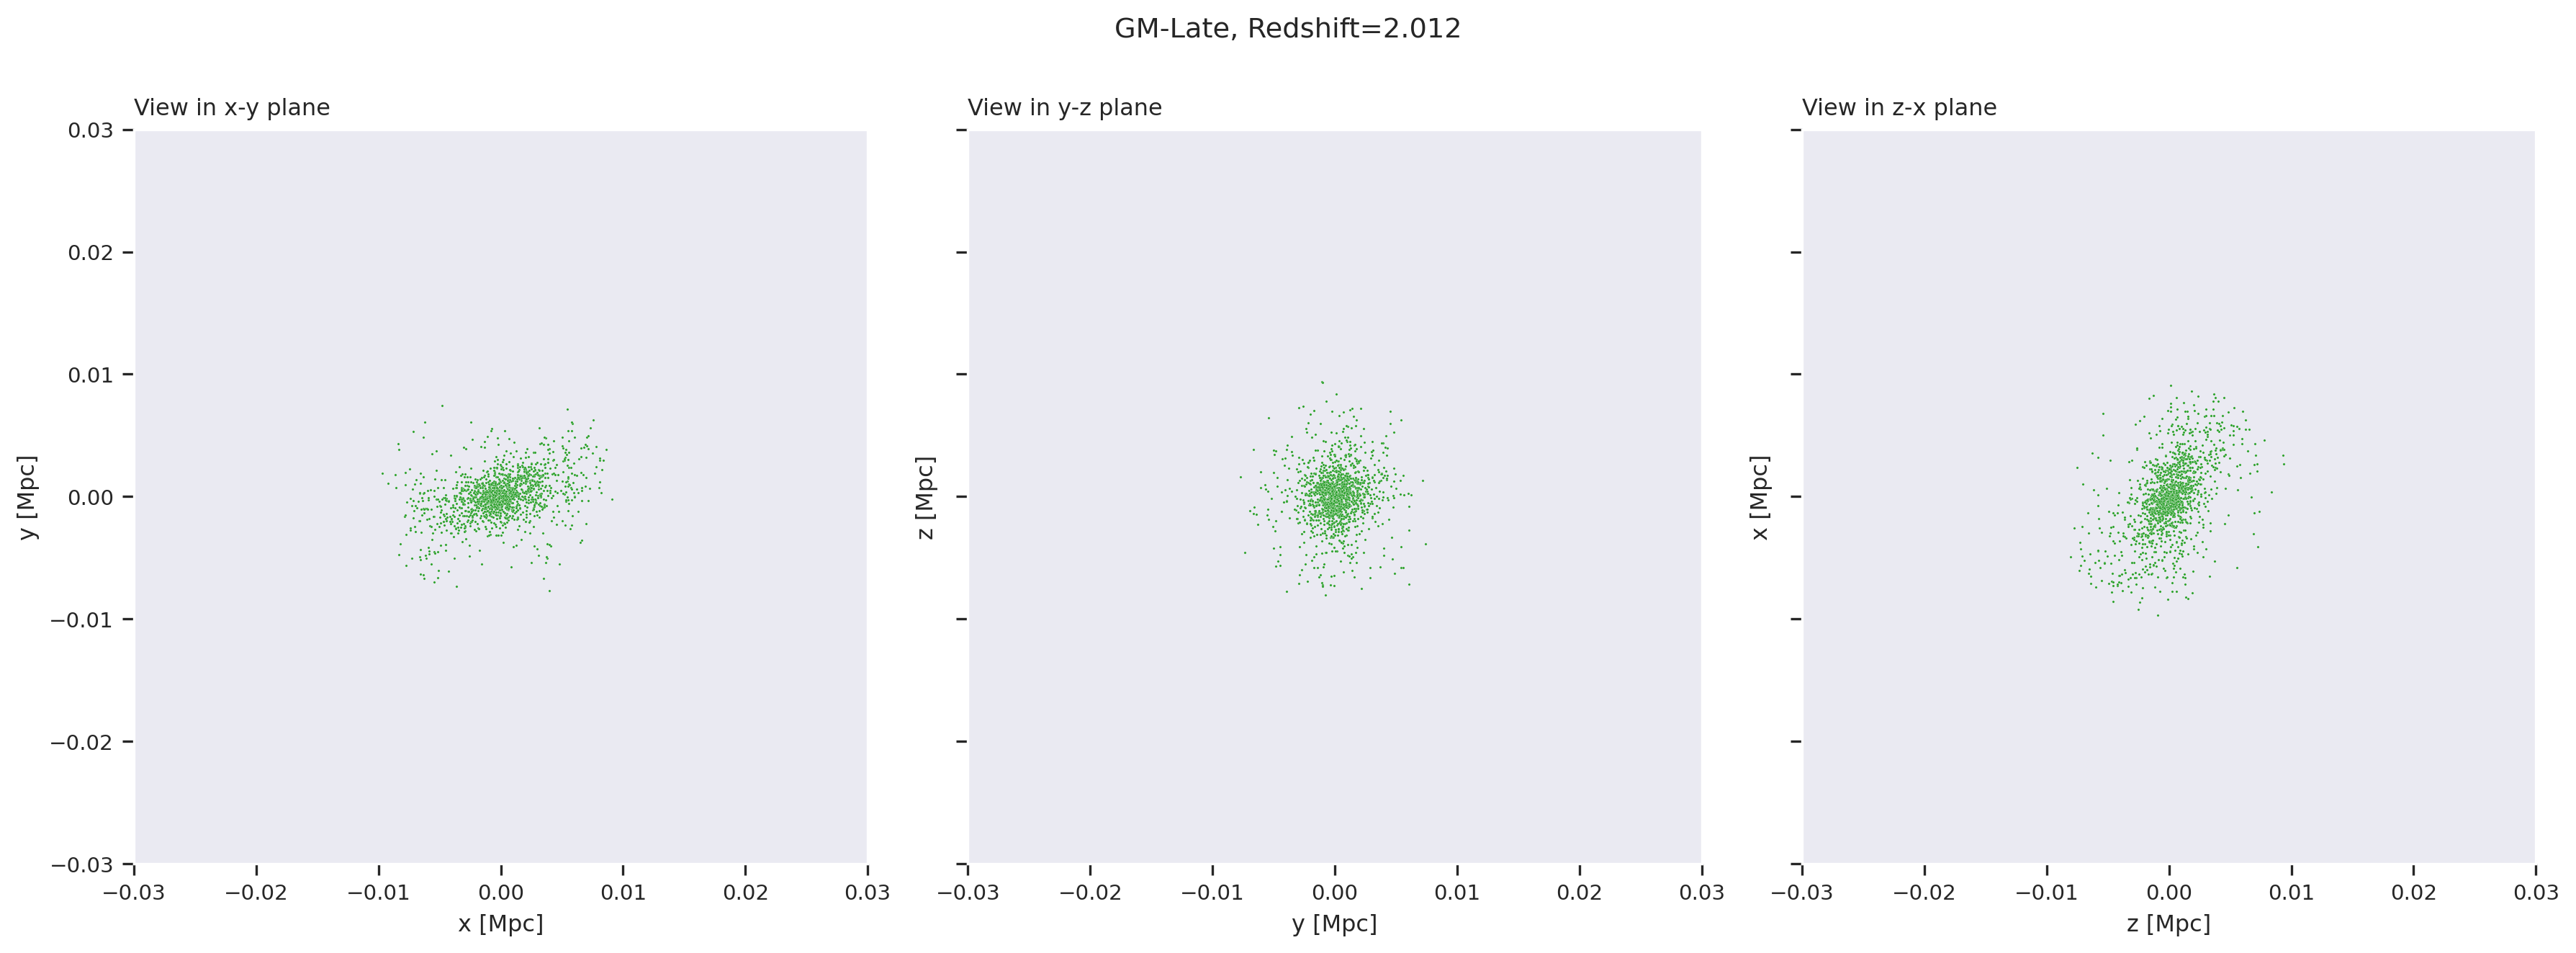 GM-Late, Redshift=2.012
View in x-y plane
0.03
0.02
0.01
0.00
−0.01
−0.02
−0.03
y [Mpc]
−0.03 −0.02 −0.01 0.00 0.01 0.02 0.03
x [Mpc]
View in y-z plane
z [Mpc]
−0.03 −0.02 −0.01 0.00 0.01 0.02 0.03
y [Mpc]
View in z-x plane
x [Mpc]
−0.03 −0.02 −0.01 0.00 0.01 0.02 0.03
z [Mpc]